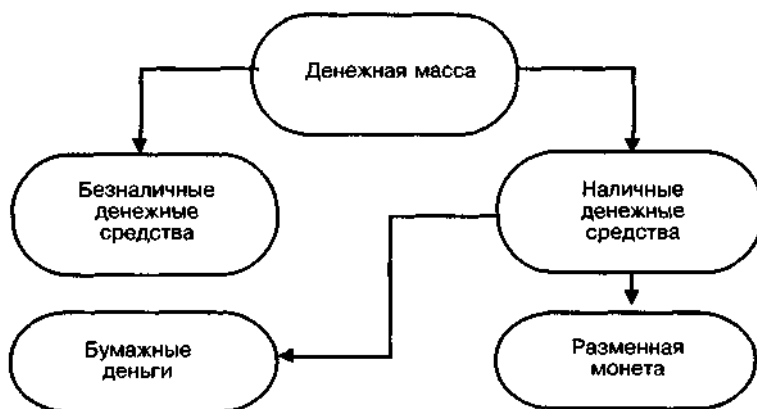 Денежная масса
Безналичные
денежные
средства
Наличные
денежные
средства
Бумажные
деньги
Разменная
монета